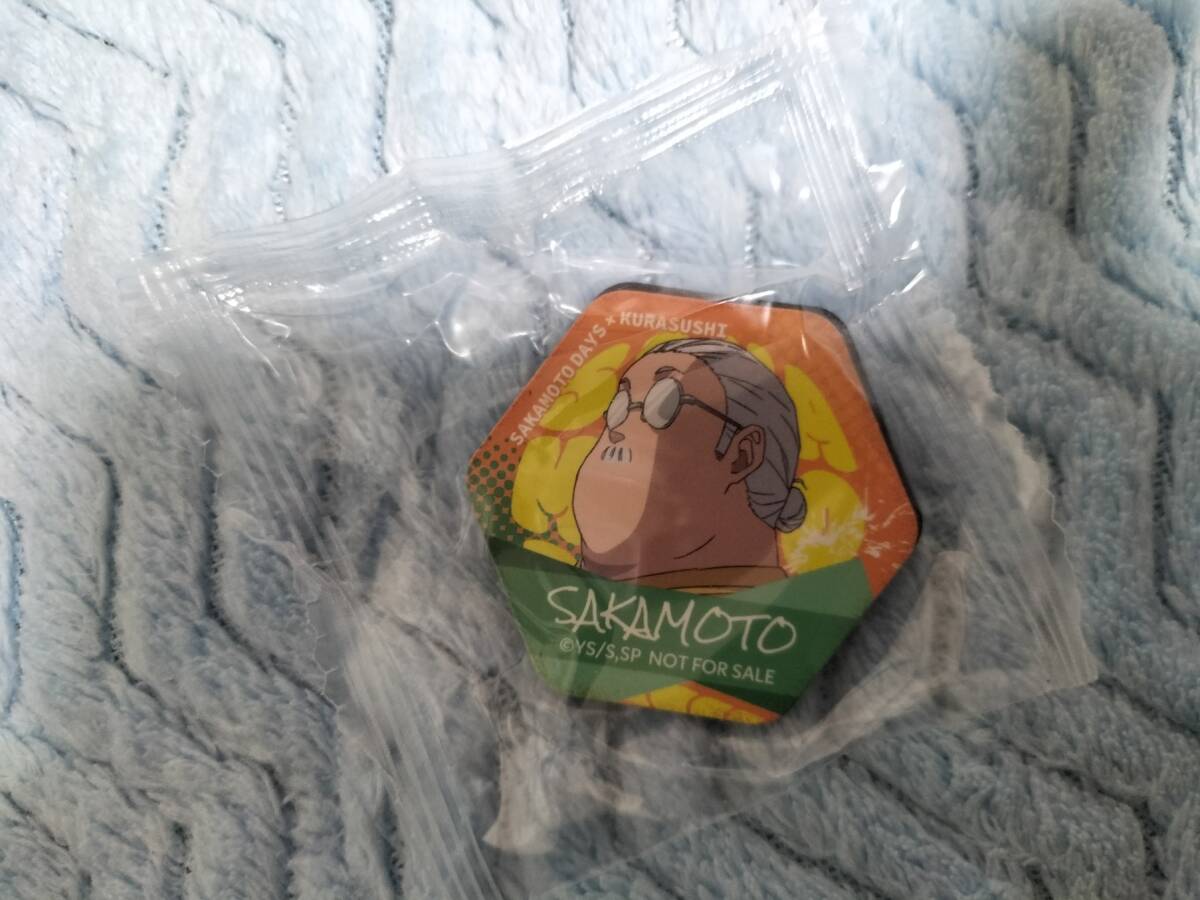 SAKAMOTO DAYS × KURASUSHI
SAKAMOTO
©YS/S,SP NOT FOR SALE